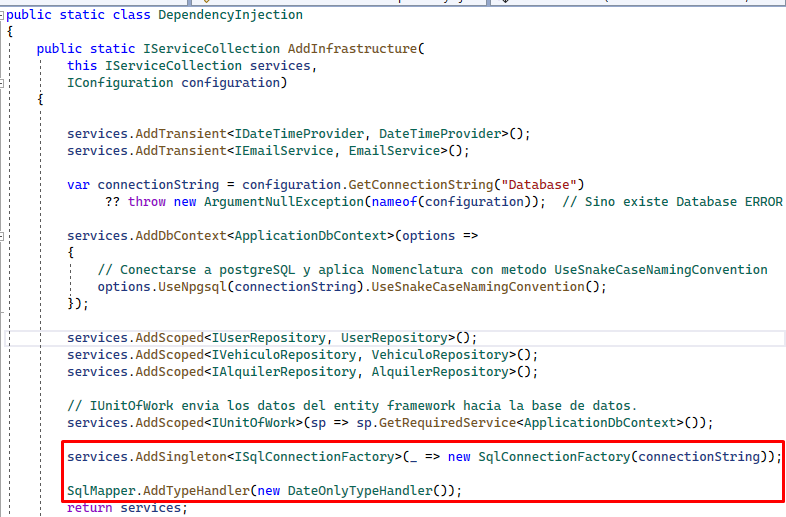 public static class DependencyInjection
{
public static IServiceCollection AddInfrastructure(
this IServiceCollection services,
IConfiguration configuration)
{
services.AddTransient<IDateTimeProvider, DateTimeProvider>();
services.AddTransient<IEmailService, EmailService>();
var connectionString = configuration.GetConnectionString("Database")
?? throw new ArgumentNullException(nameof(configuration));  // Sino existe Database ERROR
services.AddDbContext<ApplicationDbContext>(options =>
{
// Conectarse a postgreSQL y aplica Nomenclatura con metodo UseSnakeCaseNamingConvention
options.UseNpgsql(connectionString).UseSnakeCaseNamingConvention();
});
services.AddScoped<IUserRepository, UserRepository>();
services.AddScoped<IVehiculoRepository, VehiculoRepository>();
services.AddScoped<IAlquilerRepository, AlquilerRepository>();
// IUnitOfWork envia los datos del entity framework hacia la base de datos.
services.AddScoped<IUnitOfWork>(sp => sp.GetRequiredService<ApplicationDbContext>());
services.AddSingleton<ISqlConnectionFactory>(_ => new SqlConnectionFactory(connectionString));
SqlMapper.AddTypeHandler(new DateOnlyTypeHandler());
return services;